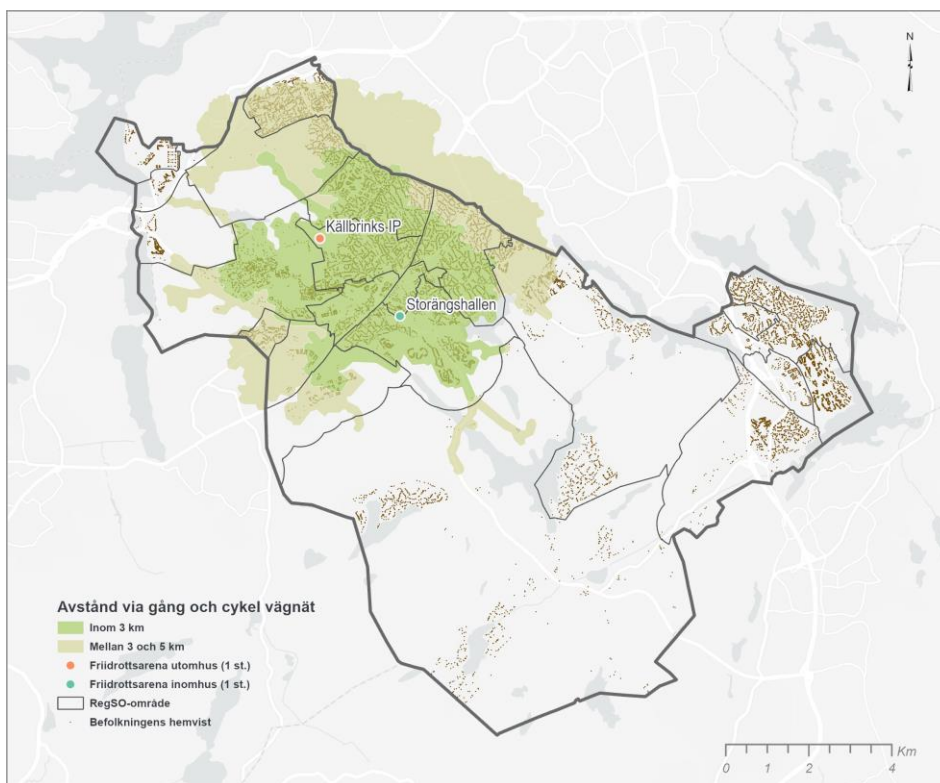 N
Källbrinks IP
Storängshallen
Avstånd via gång och cykel vägnät
Inom 3 km
Mellan 3 och 5 km
Friidrottsarena utomhus (1 st.)
Friidrottsarena inomhus (1 st.)
RegSO-område
Befolkningens hemvist
Km
0 1 2 4